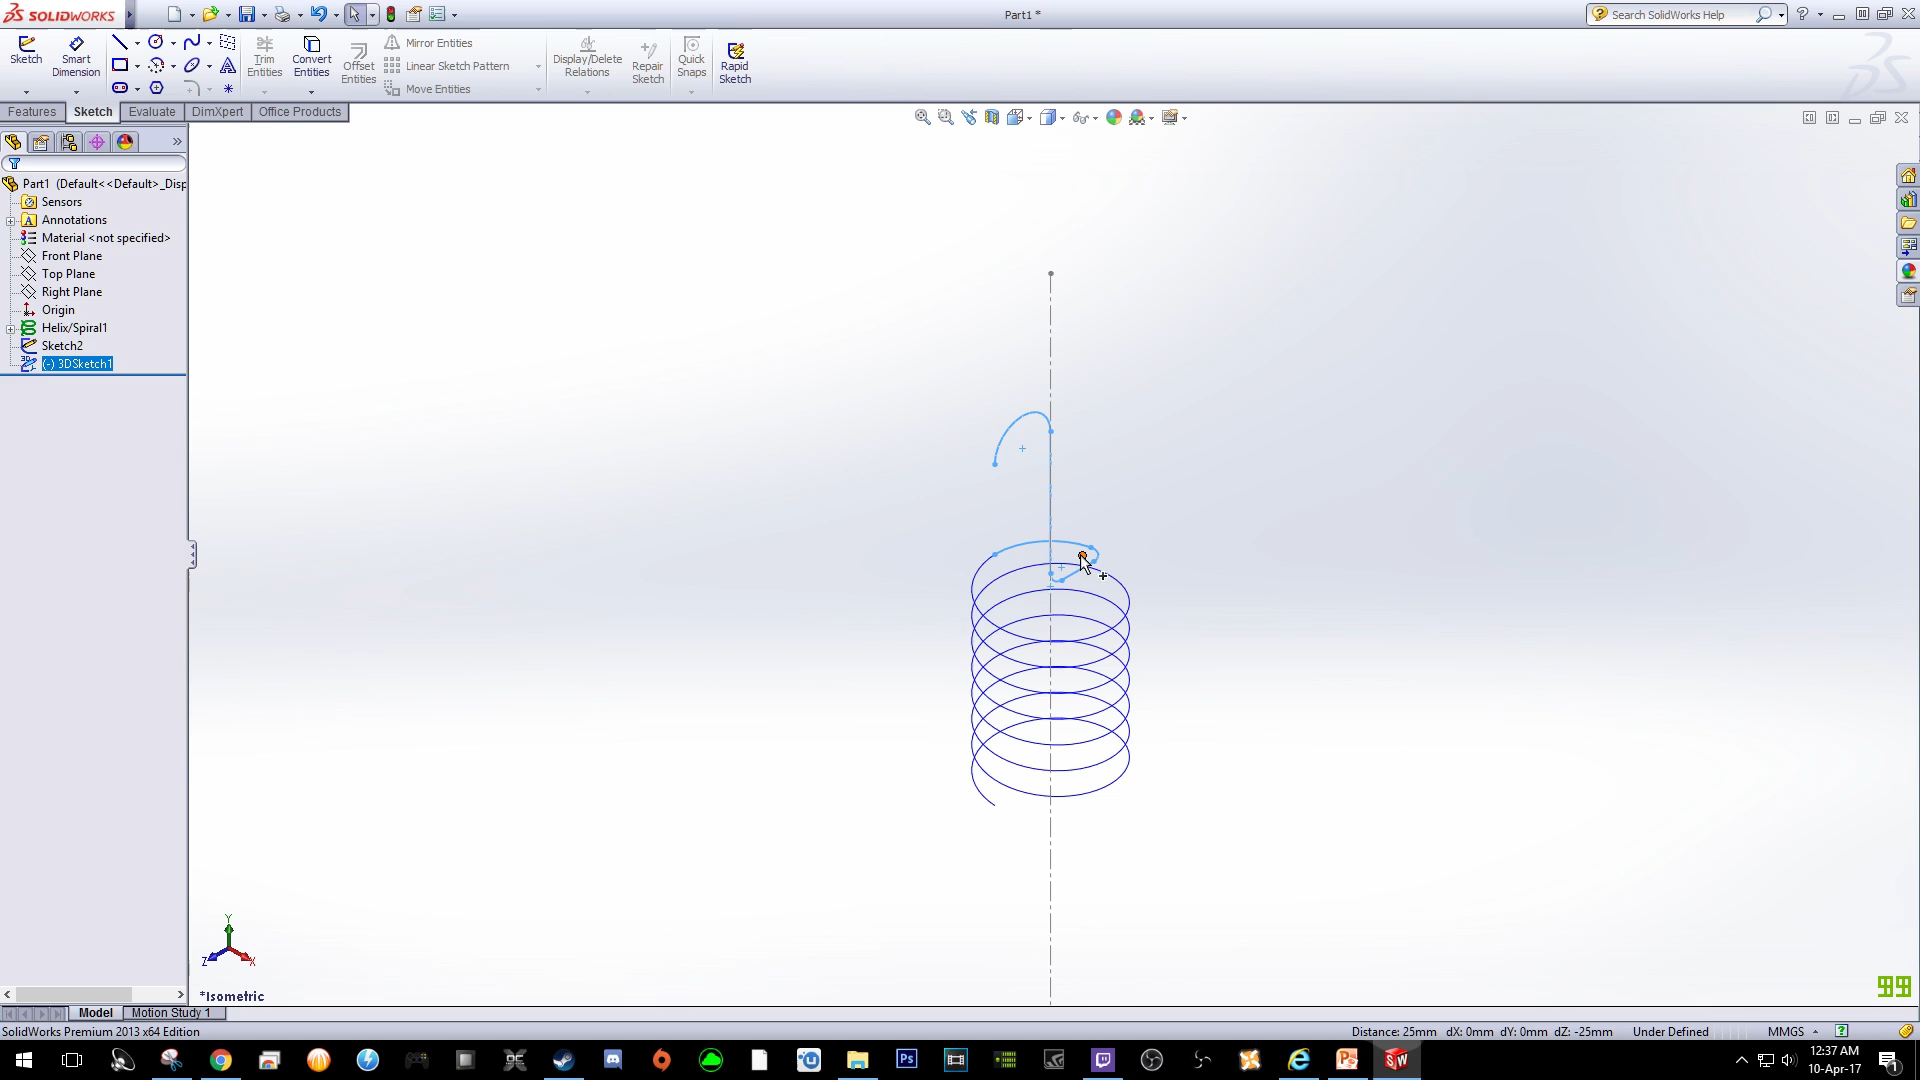 SOLIDWORKS
Part1 *
Search SolidWorks Help
Sketch
Smart Dimension
Trim Entities
Convert Entities
Offset Entities
Mirror Entities
Linear Sketch Pattern
Move Entities
Display/Delete Relations
Repair Sketch
Quick Snaps
Rapid Sketch
Features
Sketch
Evaluate
DimXpert
Office Products
Part1 (Default<<Default>_Disp
Sensors
Annotations
Material <not specified>
Front Plane
Top Plane
Right Plane
Origin
Helix/Spiral1
Sketch2
(-) 3DSketch1
Y
Z
X
*Isometric
99
Model
Motion Study 1
SolidWorks Premium 2013 x64 Edition
Distance: 25mm dX: 0mm dY: 0mm dZ: -25mm
Under Defined
MMGS
12:37 AM
10-Apr-17